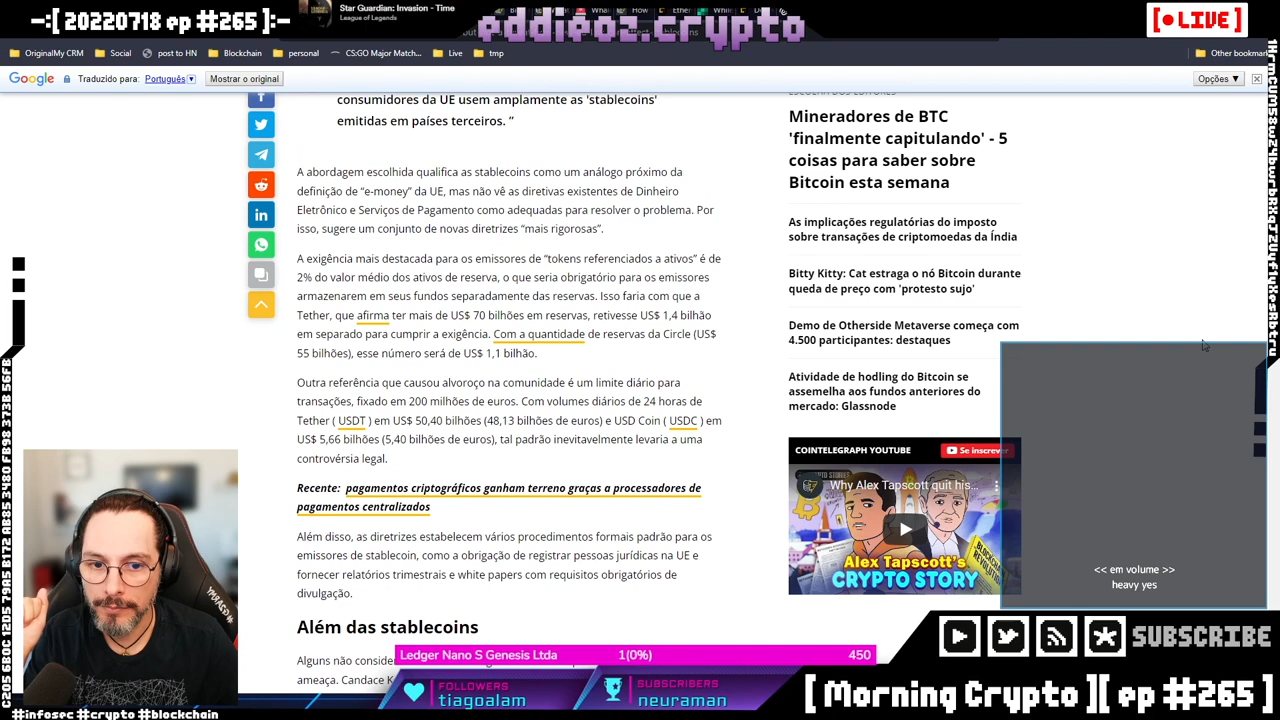 —:[ 20220718 ep #265 ]:—
Star Guardian: Invasion - Time
League of Legends
eddieoz.crypto
[ ● LIVE ]
OriginalMy CRM
Social
post to HN
Blockchain
personal
CS:GO Major Match...
Live
tmp
Other bookmar
Google
Traduzido para: Português
Mostrar o original
Opções ▼
consumidores da UE usem amplamente as 'stablecoins'
emitidas em países terceiros. ”
A abordagem escolhida qualifica as stablecoins como um análogo próximo da
definição de “e-money” da UE, mas não vê as diretivas existentes de Dinheiro
Eletrônico e Serviços de Pagamento como adequadas para resolver o problema. Por
isso, sugere um conjunto de novas diretrizes “mais rigorosas”.
A exigência mais destacada para os emissores de “tokens referenciados a ativos” é de
2% do valor médio dos ativos de reserva, o que seria obrigatório para os emissores
armazenarem em seus fundos separadamente das reservas. Isso faria com que a
Tether, que afirma ter mais de US$ 70 bilhões em reservas, retivesse US$ 1,4 bilhão
em separado para cumprir a exigência. Com a quantidade de reservas da Circle (US$
55 bilhões), esse número será de US$ 1,1 bilhão.
Outra referência que causou alvoroço na comunidade é um limite diário para
transações, fixado em 200 milhões de euros. Com volumes diários de 24 horas de
Tether ( USDT ) em US$ 50,40 bilhões (48,13 bilhões de euros) e USD Coin ( USDC ) em
US$ 5,66 bilhões (5,40 bilhões de euros), tal padrão inevitavelmente levaria a uma
controvérsia legal.
Recente: pagamentos criptográficos ganham terreno graças a processadores de
pagamentos centralizados
Além disso, as diretrizes estabelecem vários procedimentos formais padrão para os
emissores de stablecoin, como a obrigação de registrar pessoas jurídicas na UE e
fornecer relatórios trimestrais e white papers com requisitos obrigatórios de
divulgação.
Além das stablecoins
Alguns não conside
ameaça. Candace K
ESCOLHA DOS EDITORES
Mineradores de BTC
'finalmente capitulando' - 5
coisas para saber sobre
Bitcoin esta semana
As implicações regulatórias do imposto
sobre transações de criptomoedas da Índia
Bitty Kitty: Cat estraga o nó Bitcoin durante
queda de preço com 'protesto sujo'
Demo de Otherside Metaverse começa com
4.500 participantes: destaques
Atividade de hodling do Bitcoin se
assemelha aos fundos anteriores do
mercado: Glassnode
COINTELEGRAPH YOUTUBE
Se inscrever
Why Alex Tapscott quit his...
Alex Tapscott's
CRYPTO STORY
<< em volume >>
heavy yes
SUBSCRIBE
Ledger Nano S Genesis Ltda 1(0%) 450
FOLLOWERS
tiagpalam
SUBSCRIBERS
neuraman
[ Morning Crypto ][ ep #265 ]
#infosec #crypto #blockchain